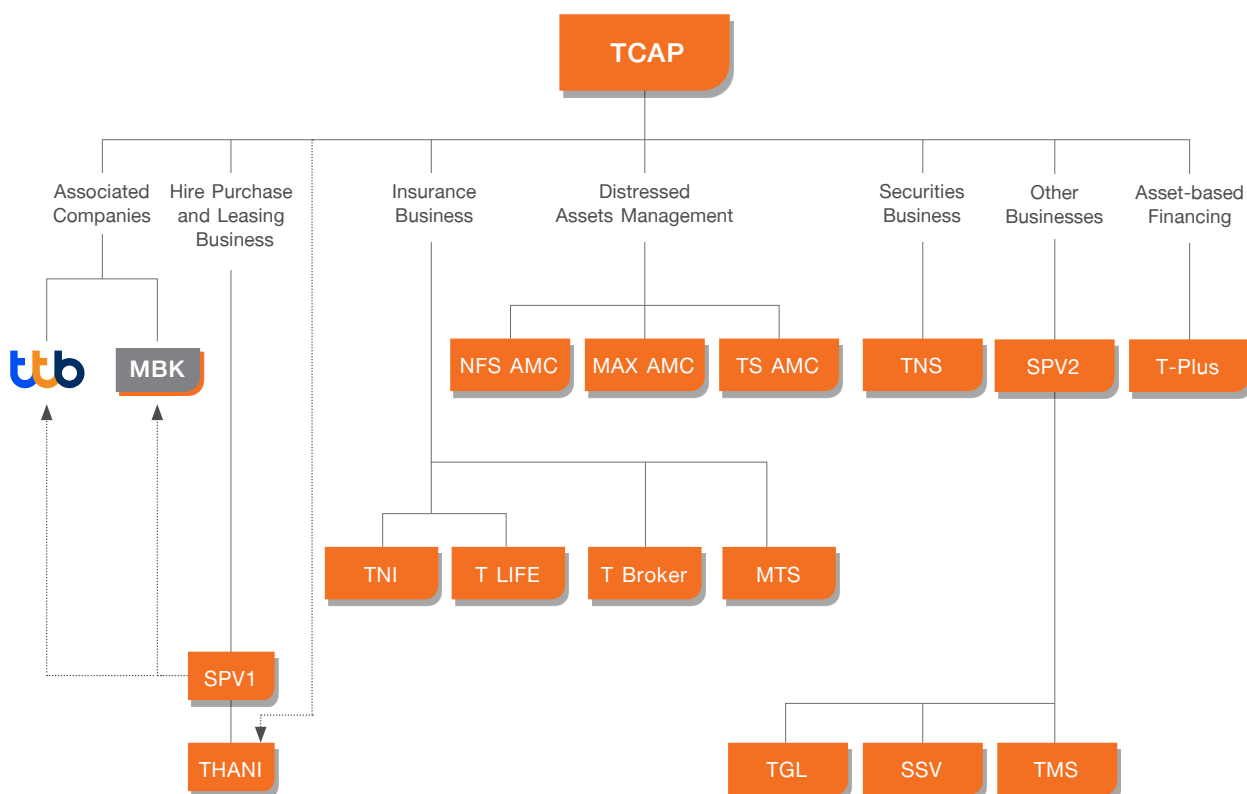 TCAP
Associated
Companies
Hire Purchase
and Leasing
Business
Insurance
Business
Distressed
Assets Management
Securities
Business
Other
Businesses
Asset-based
Financing
ttb
MBK
NFS AMC
MAX AMC
TS AMC
TNS
SPV2
T-Plus
TNI
T LIFE
T Broker
MTS
SPV1
THANI
TGL
SSV
TMS